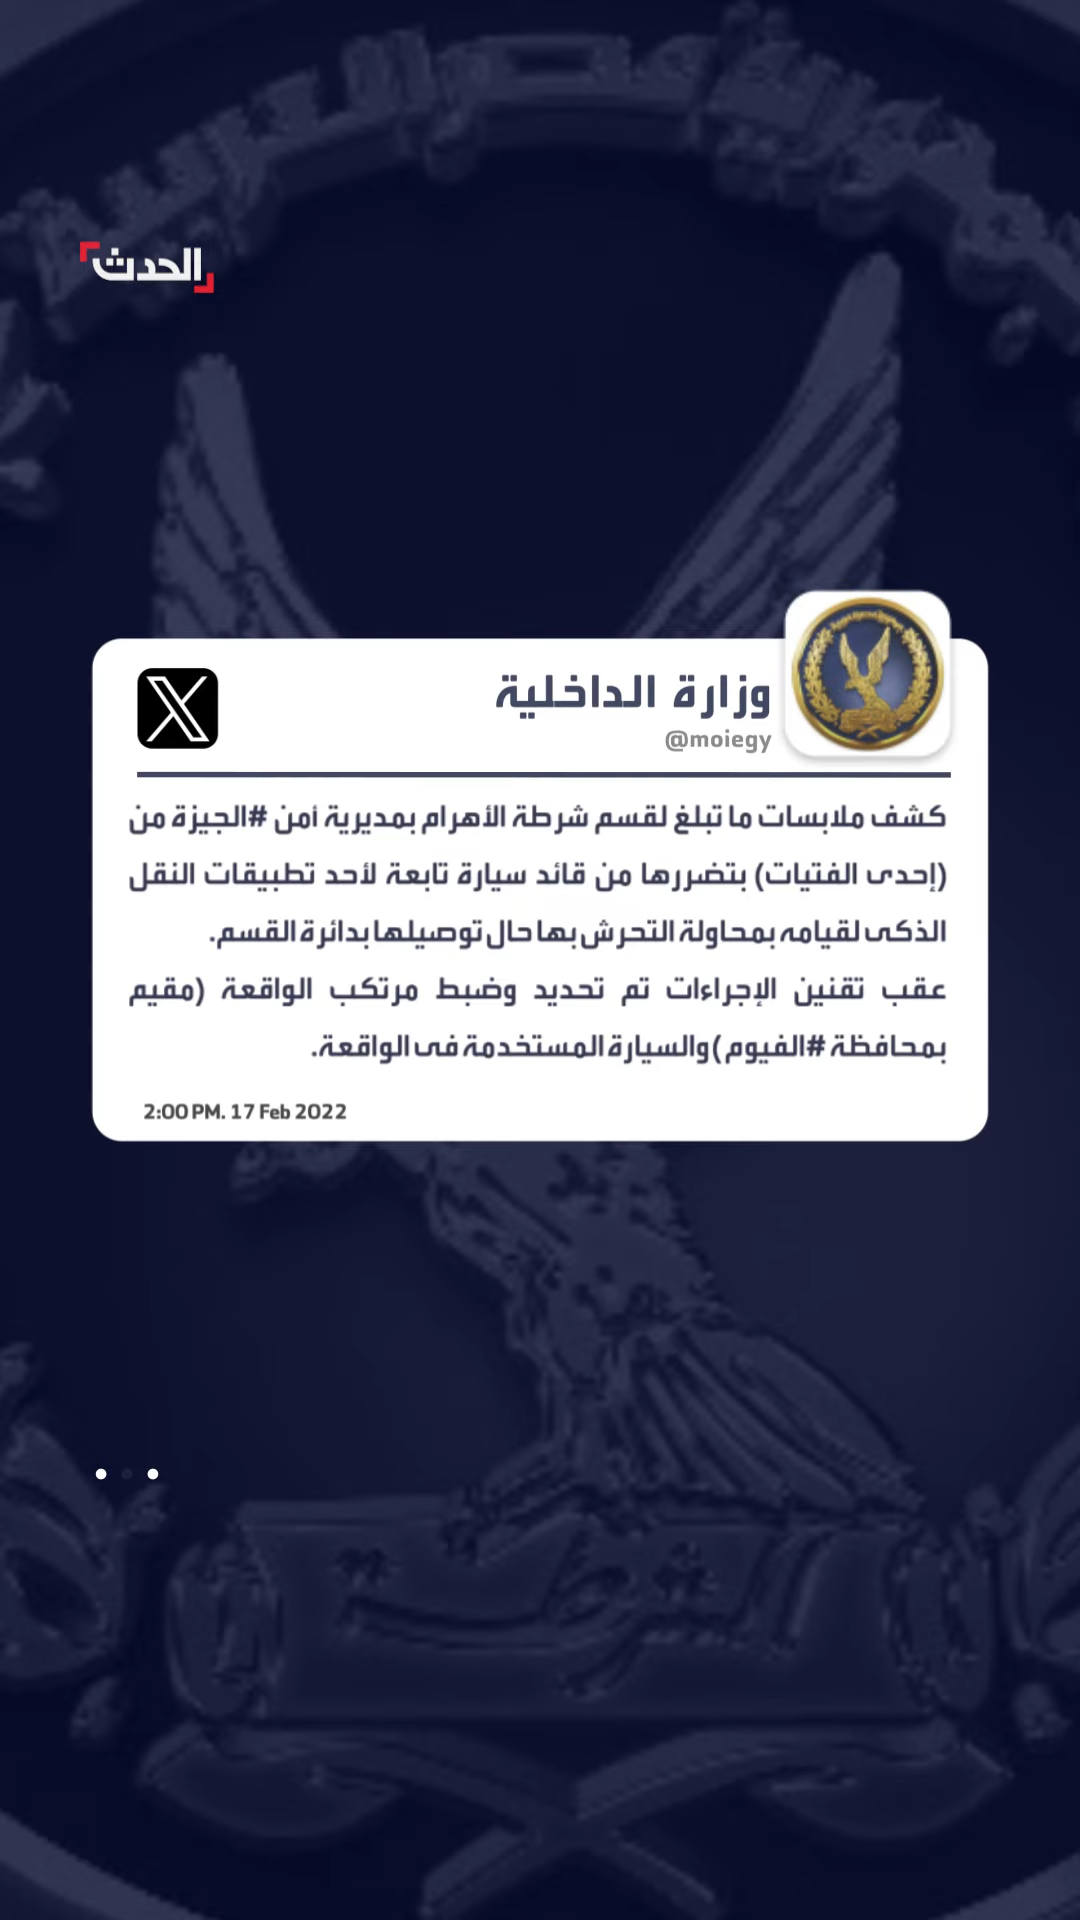 الحدث
وزارة الداخلية
@moiegy
كشف ملابسات ما تبلغ لقسم شرطة الأهرام بمديرية أمن #الجيزة من
(إحدى الفتيات) بتضررها من قائد سيارة تابعة لأحد تطبيقات النقل
الذكى لقيامه بمحاولة التحرش بها حال توصيلها بدائرة القسم.
عقب تقنين الإجراءات تم تحديد وضبط مرتكب الواقعة (مقيم
بمحافظة #الفيوم) والسيارة المستخدمة فى الواقعة.
2:00 PM. 17 Feb 2022